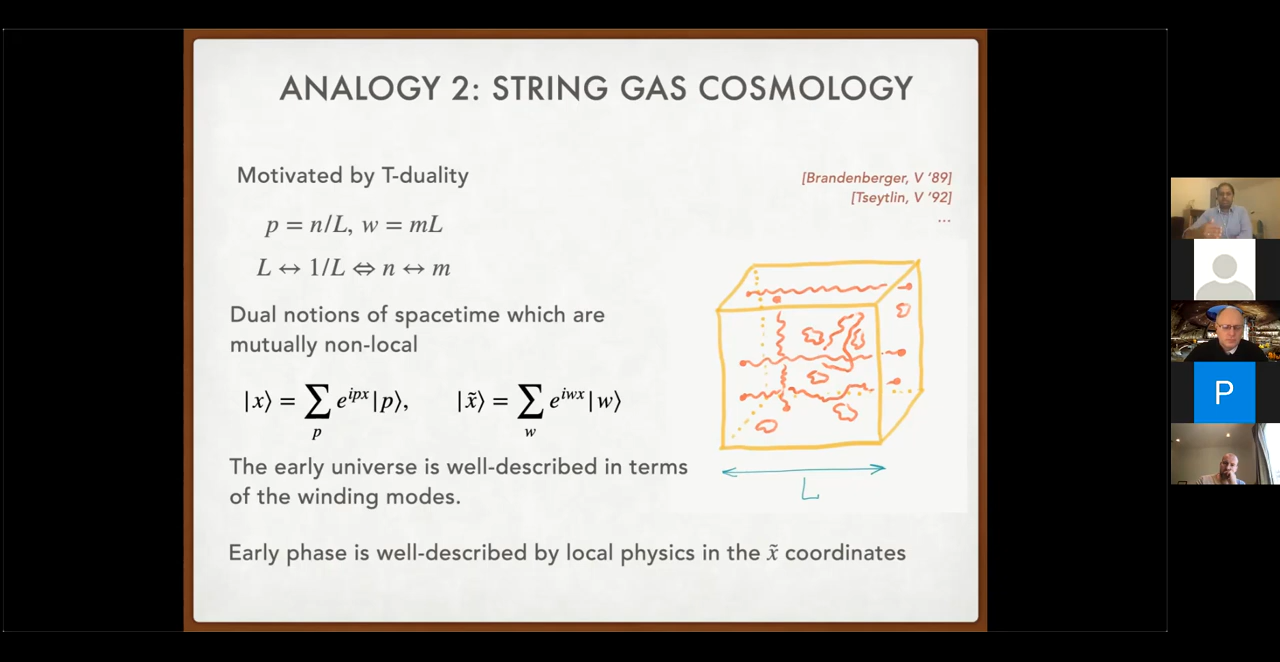 ANALOGY 2: STRING GAS COSMOLOGY
Motivated by T-duality
[Brandenberger, V '89]
[Tseytlin, V '92]
...
p = n/L, w = mL
L ↔ 1/L ⇔ n ↔ m
Dual notions of spacetime which are
mutually non-local
|x⟩ = ∑_p e^{ipx}|p⟩, |x̃⟩ = ∑_w e^{iwx}|w⟩
The early universe is well-described in terms
of the winding modes.
L
Early phase is well-described by local physics in the x̃ coordinates
P